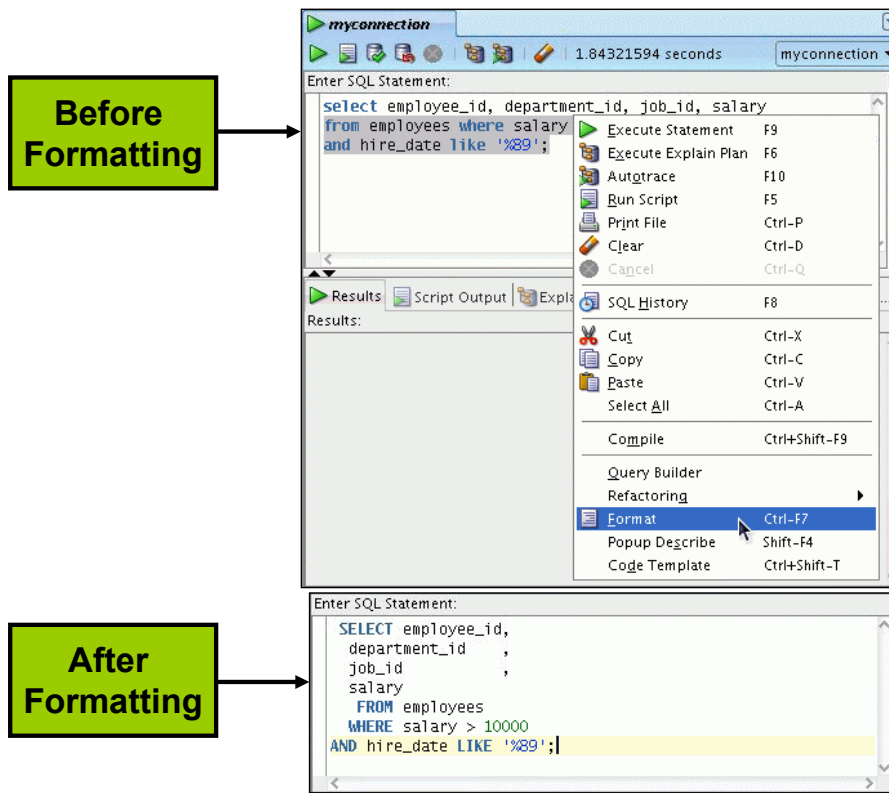 myconnection
1.84321594 seconds
myconnection
Enter SQL Statement:
Before
Formatting
select employee_id, department_id, job_id, salary
from employees where salary
and hire_date like '%89';
Execute Statement F9
Execute Explain Plan F6
Autotrace F10
Run Script F5
Print File Ctrl-P
Clear Ctrl-D
Cancel Ctrl-Q
SQL History F8
Cut Ctrl-X
Copy Ctrl-C
Paste Ctrl-V
Select All Ctrl-A
Compile Ctrl+Shift-F9
Query Builder
Refactoring
Format Ctrl-F7
Popup Describe Shift-F4
Code Template Ctrl+Shift-T
Results Script Output Expla
Results:
After
Formatting
Enter SQL Statement:
SELECT employee_id,
department_id ,
job_id ,
salary
FROM employees
WHERE salary > 10000
AND hire_date LIKE '%89';